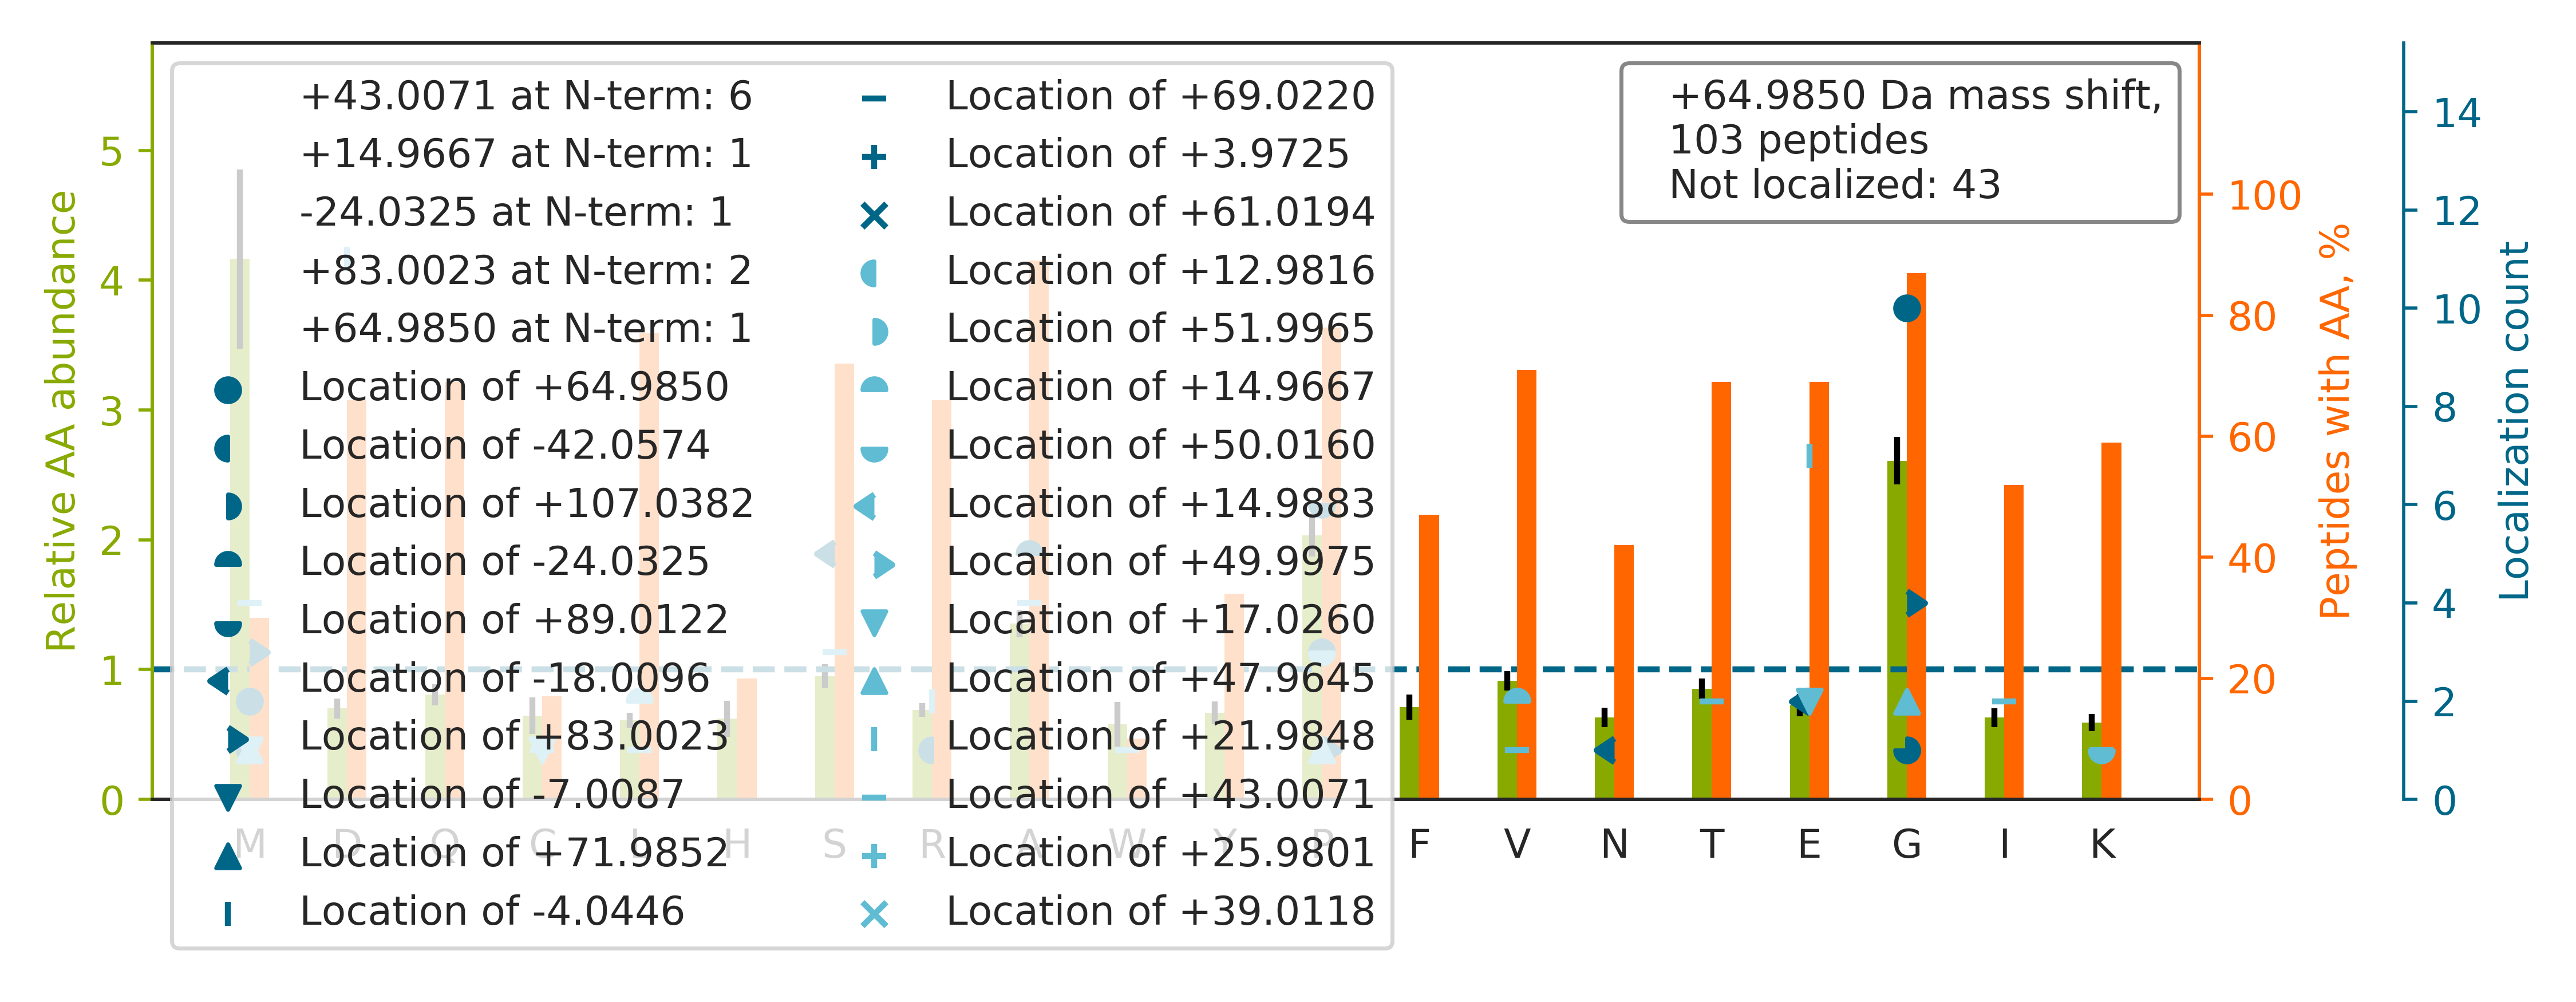 +43.0071 at N-term: 6
+14.9667 at N-term: 1
-24.0325 at N-term: 1
+83.0023 at N-term: 2
+64.9850 at N-term: 1
Location of +64.9850
Location of -42.0574
Location of +107.0382
Location of -24.0325
Location of +89.0122
Location of -18.0096
Location of +83.0023
Location of -7.0087
Location of +71.9852
Location of -4.0446
Location of +69.0220
Location of +3.9725
Location of +61.0194
Location of +12.9816
Location of +51.9965
Location of +14.9667
Location of +50.0160
Location of +14.9883
Location of +49.9975
Location of +17.0260
Location of +47.9645
Location of +21.9848
Location of +43.0071
Location of +25.9801
Location of +39.0118
+64.9850 Da mass shift,
103 peptides
Not localized: 43
Relative AA abundance
5
4
3
2
1
0
M D Q C L H S R A W Y P F V N T E G I K
100
80
60
40
20
0
Peptides with AA, %
14
12
10
8
6
4
2
0
Localization count